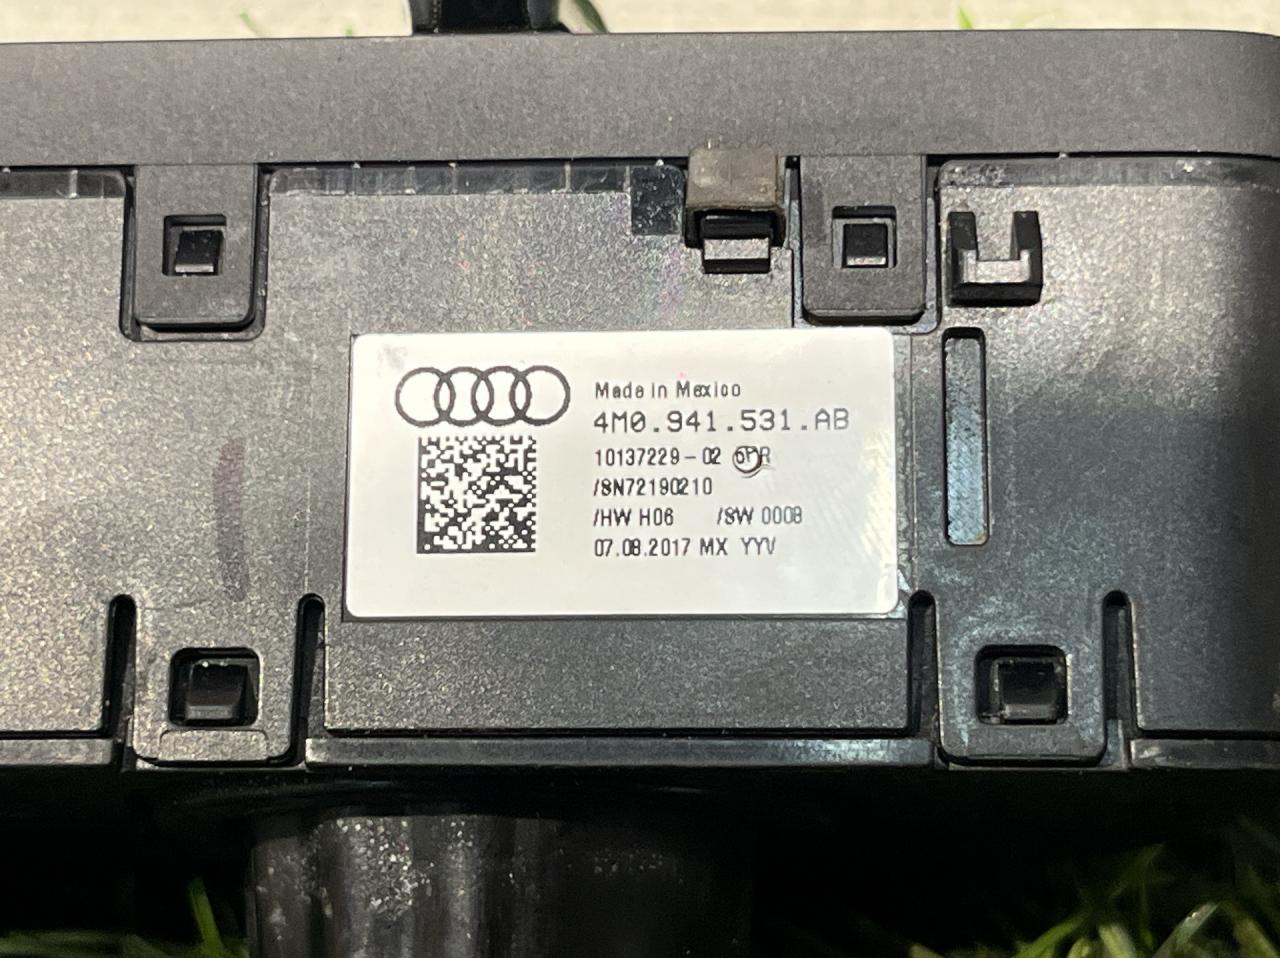 Made in Mexico
4M0.941.531.AB
10137229-02 6PR
/SN72190210
/HW H06 /SW 0008
07.08.2017 MX YYV